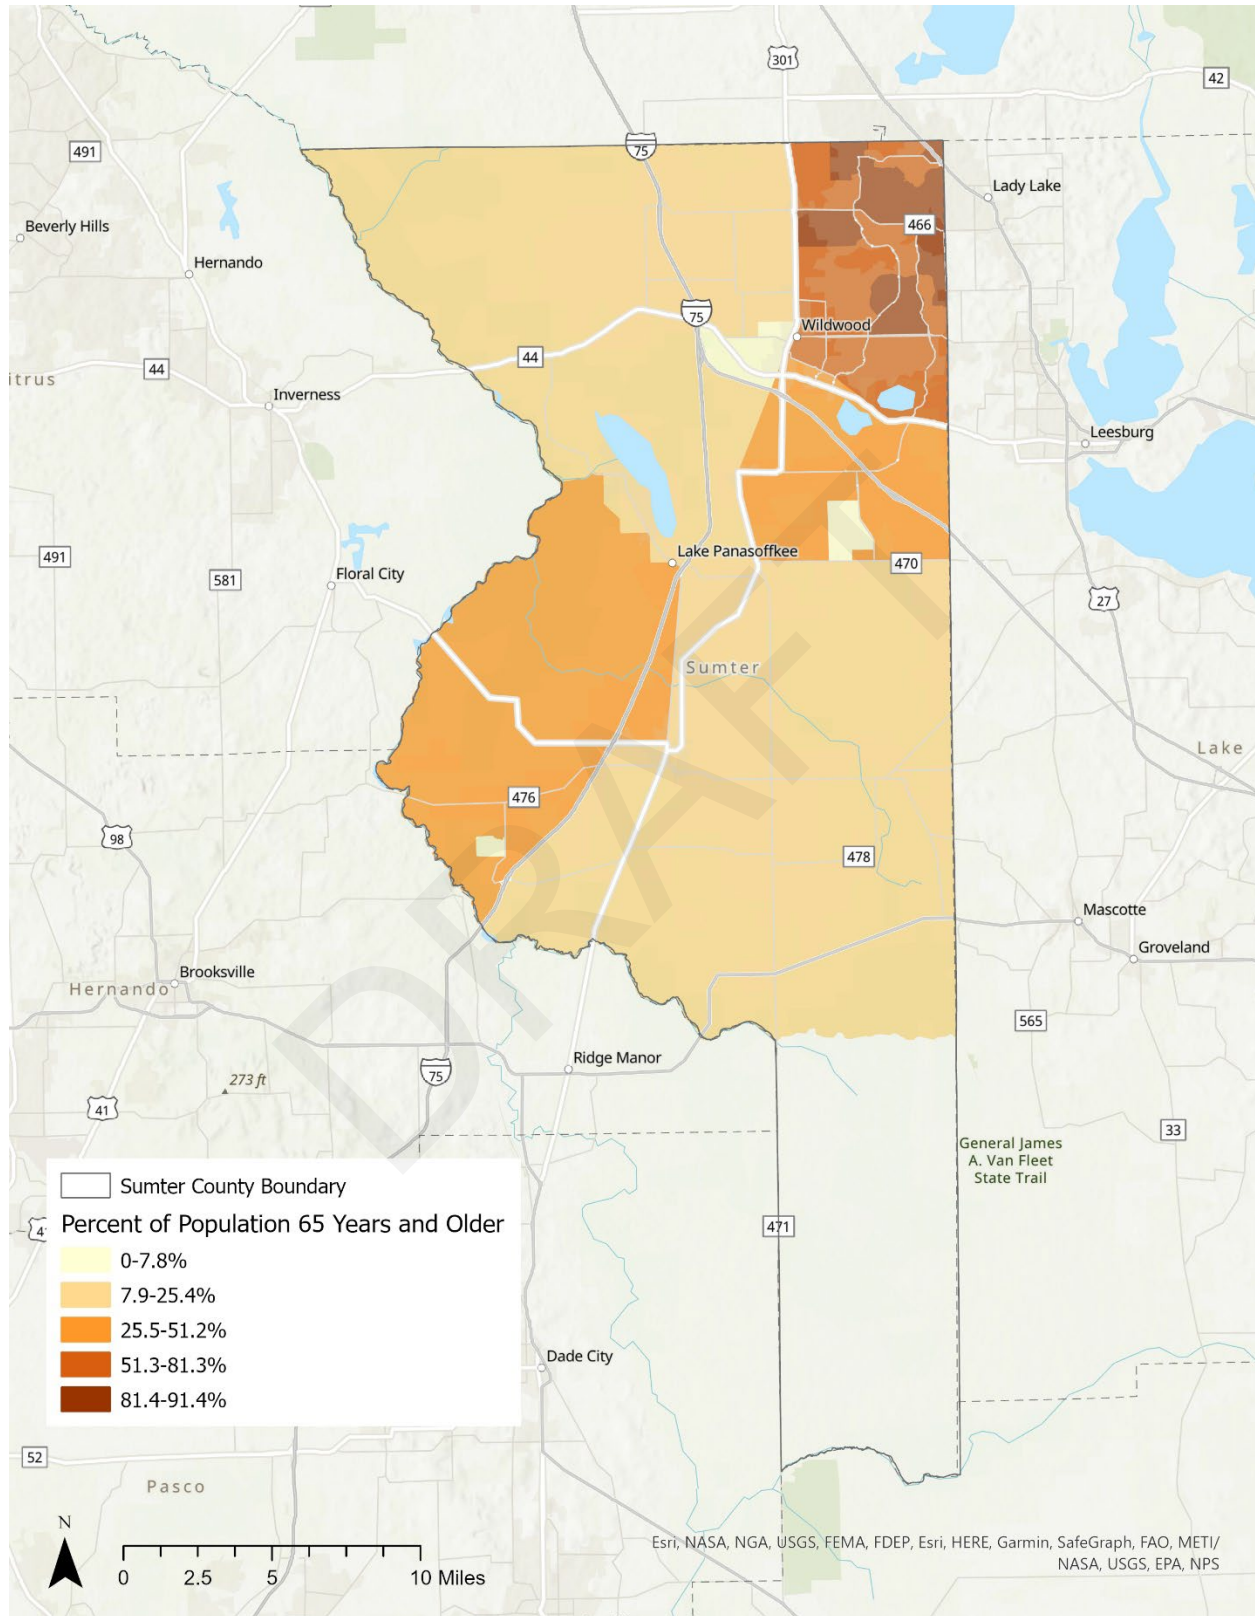 301
42
491
75
Lady Lake
Beverly Hills
466
Hernando
75
Wildwood
44
44
itrus
Inverness
Leesburg
491
Lake Panasoffkee
470
581
Floral City
27
Sumter
Lake
476
98
478
Mascotte
Groveland
Brooksville
Hernando
565
Ridge Manor
75
273 ft
41
33
General James
A. Van Fleet
State Trail
DRAFT
Sumter County Boundary
Percent of Population 65 Years and Older
41
471
0-7.8%
7.9-25.4%
25.5-51.2%
51.3-81.3%
81.4-91.4%
Dade City
52
Pasco
N
0 2.5 5 10 Miles
Esri, NASA, NGA, USGS, FEMA, FDEP, Esri, HERE, Garmin, SafeGraph, FAO, METI/
NASA, USGS, EPA, NPS